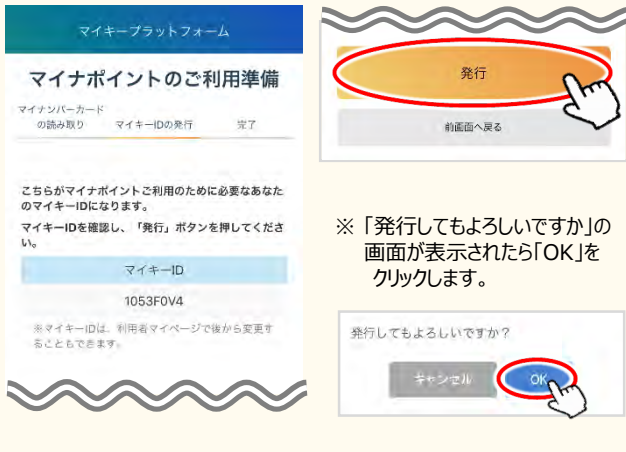 マイキープラットフォーム
マイナポイントのご利用準備
マイナンバーカード
の読み取り
マイキーIDの発行
完了
こちらがマイナポイントご利用のために必要なあなた
のマイキーIDになります。
マイキーIDを確認し、「発行」ボタンを押してくださ
い。
マイキーID
1053F0V4
※マイキーIDは、利用者マイページで後から変更す
ることもできます。
発行
前画面へ戻る
※「発行してもよろしいですか」の
画面が表示されたら「OK」を
クリックします。
発行してもよろしいですか？
キャンセル
OK